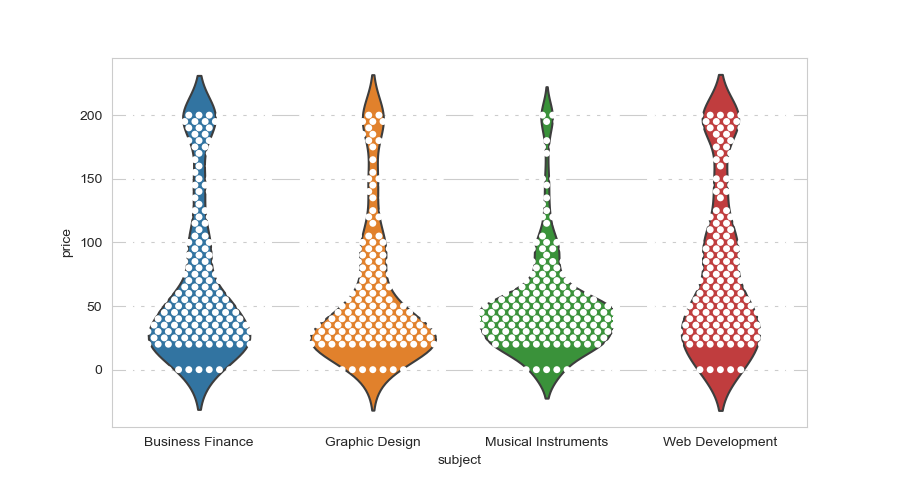 200
150
100
50
0
price
Business Finance
Graphic Design
Musical Instruments
Web Development
subject